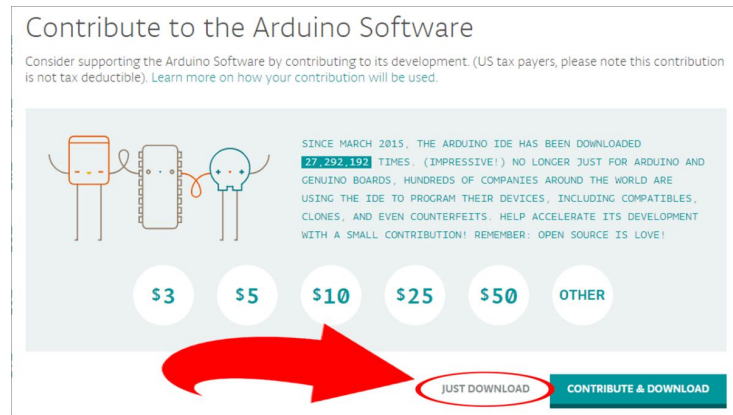 Contribute to the Arduino Software
Consider supporting the Arduino Software by contributing to its development. (US tax payers, please note this contribution
is not tax deductible). Learn more on how your contribution will be used.
SINCE MARCH 2015, THE ARDUINO IDE HAS BEEN DOWNLOADED
27,292,192 TIMES. (IMPRESSIVE!) NO LONGER JUST FOR ARDUINO AND
GENUINO BOARDS, HUNDREDS OF COMPANIES AROUND THE WORLD ARE
USING THE IDE TO PROGRAM THEIR DEVICES, INCLUDING COMPATIBLES,
CLONES, AND EVEN COUNTERFEITS. HELP ACCELERATE ITS DEVELOPMENT
WITH A SMALL CONTRIBUTION! REMEMBER: OPEN SOURCE IS LOVE!
$3 $5 $10 $25 $50 OTHER
JUST DOWNLOAD CONTRIBUTE & DOWNLOAD